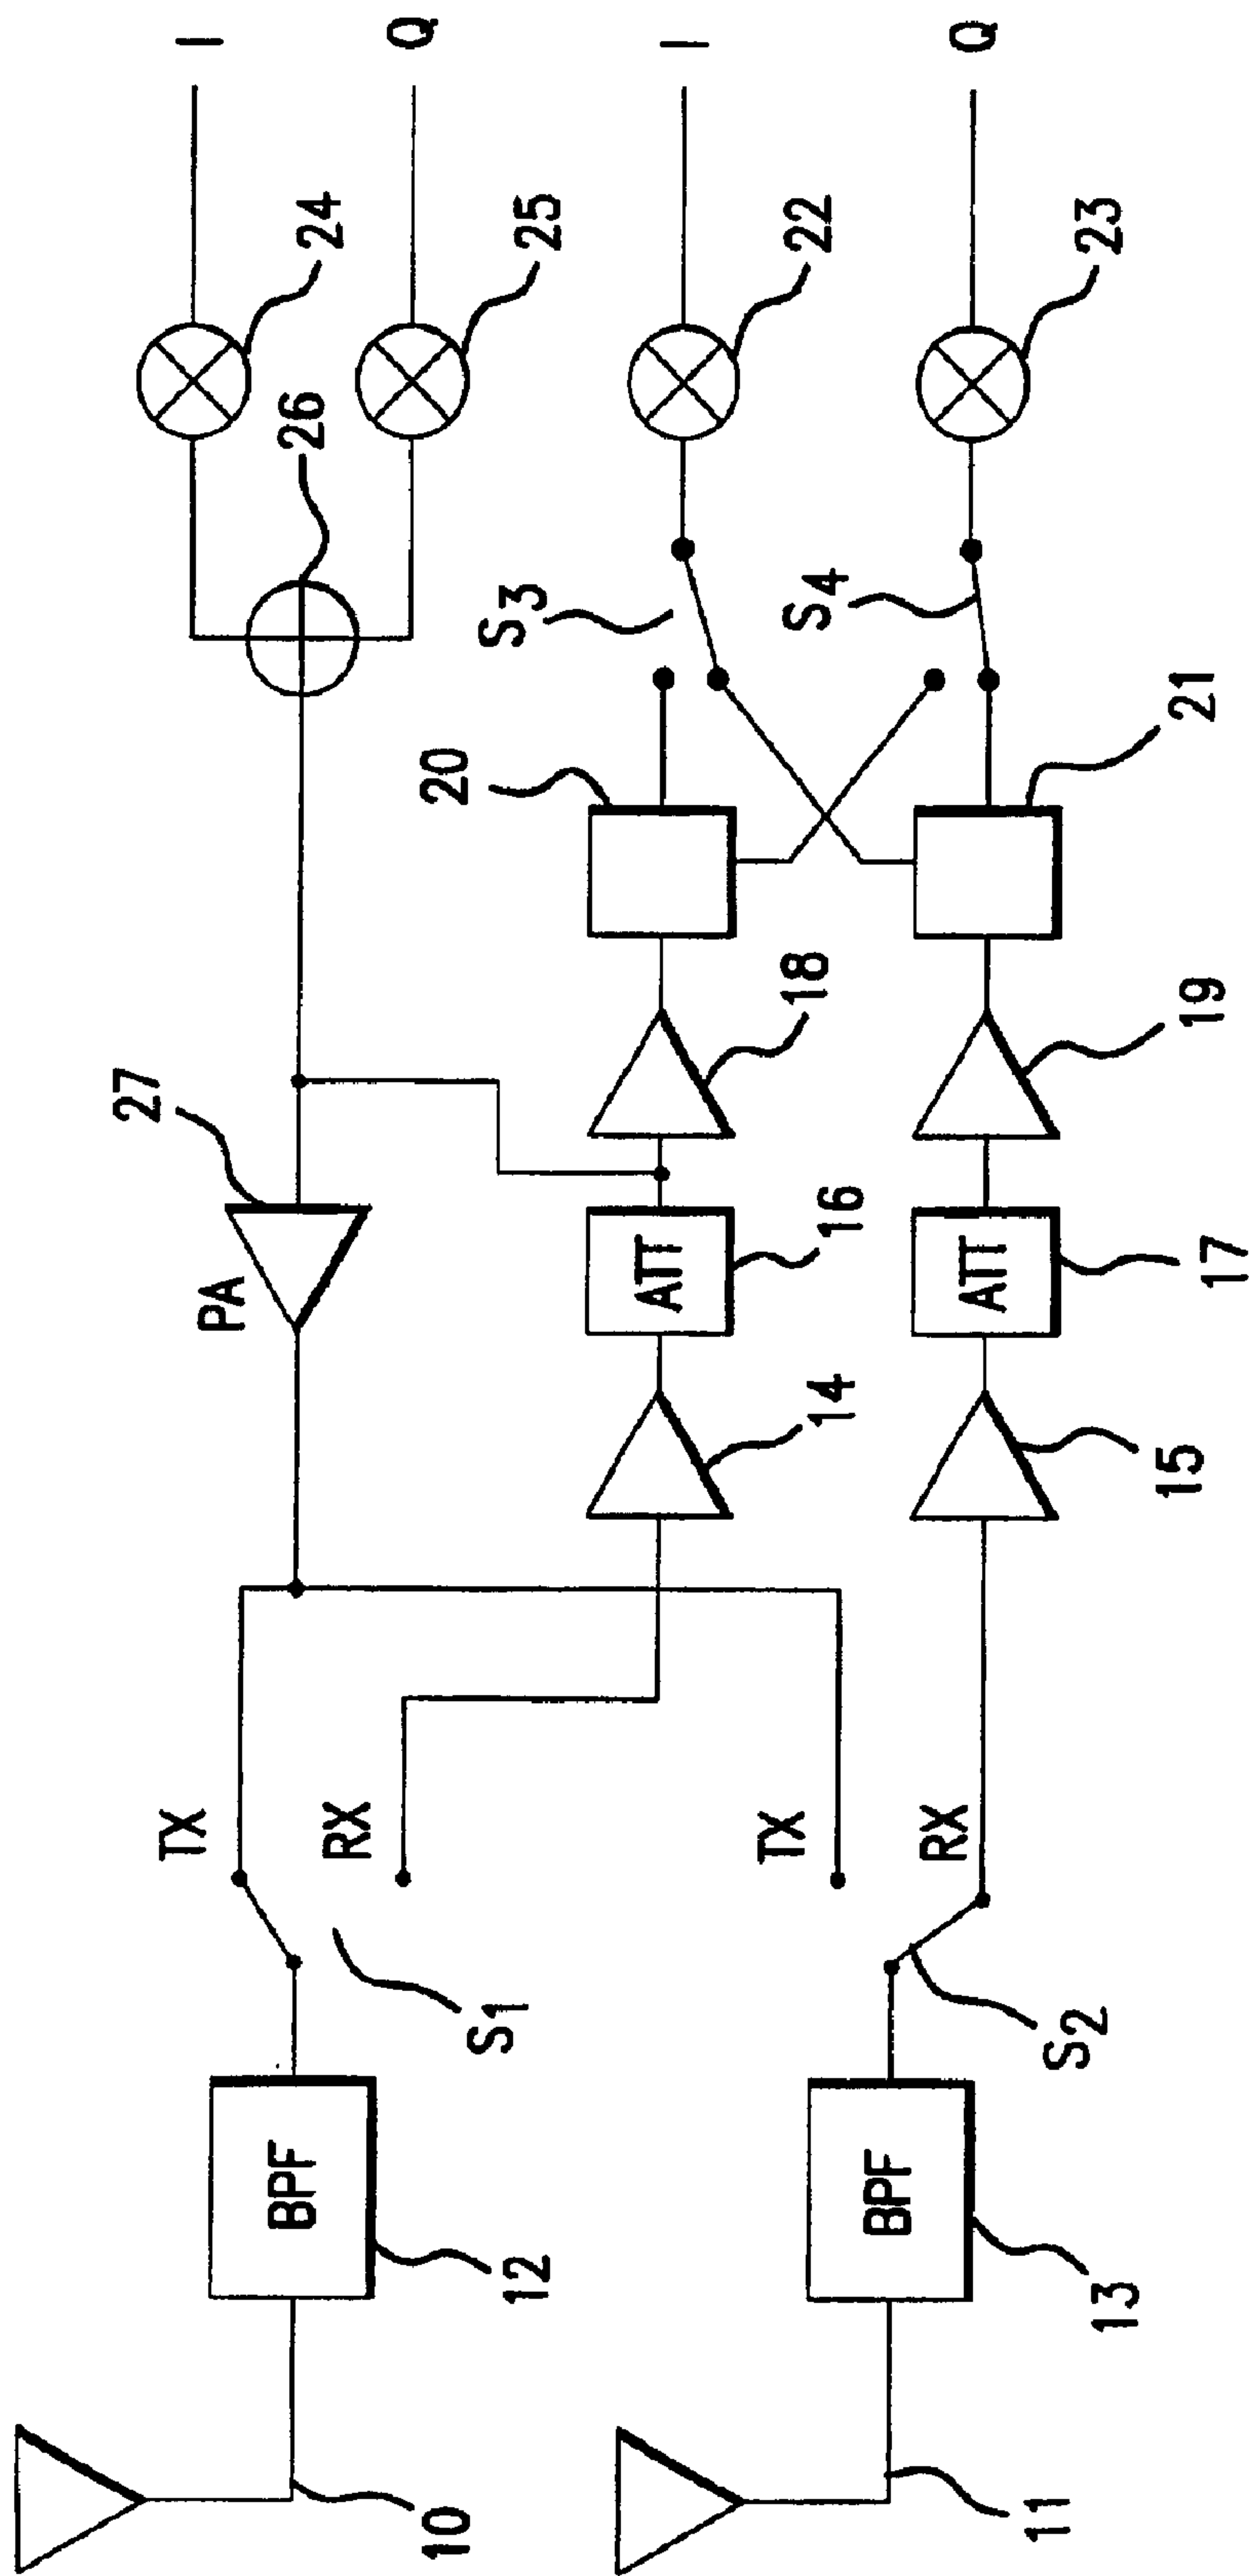 I
Q
I
Q
24
25
26
22
23
S3
S4
20
21
27
PA
18
19
ATT
16
ATT
17
14
15
TX
RX
TX
RX
S1
S2
BPF
12
BPF
13
10
11